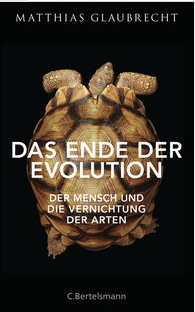 MATTHIAS GLAUBRECHT
DAS ENDE DER
EVOLUTION
DER MENSCH UND
DIE VERNICHTUNG
DER ARTEN
C.Bertelsmann